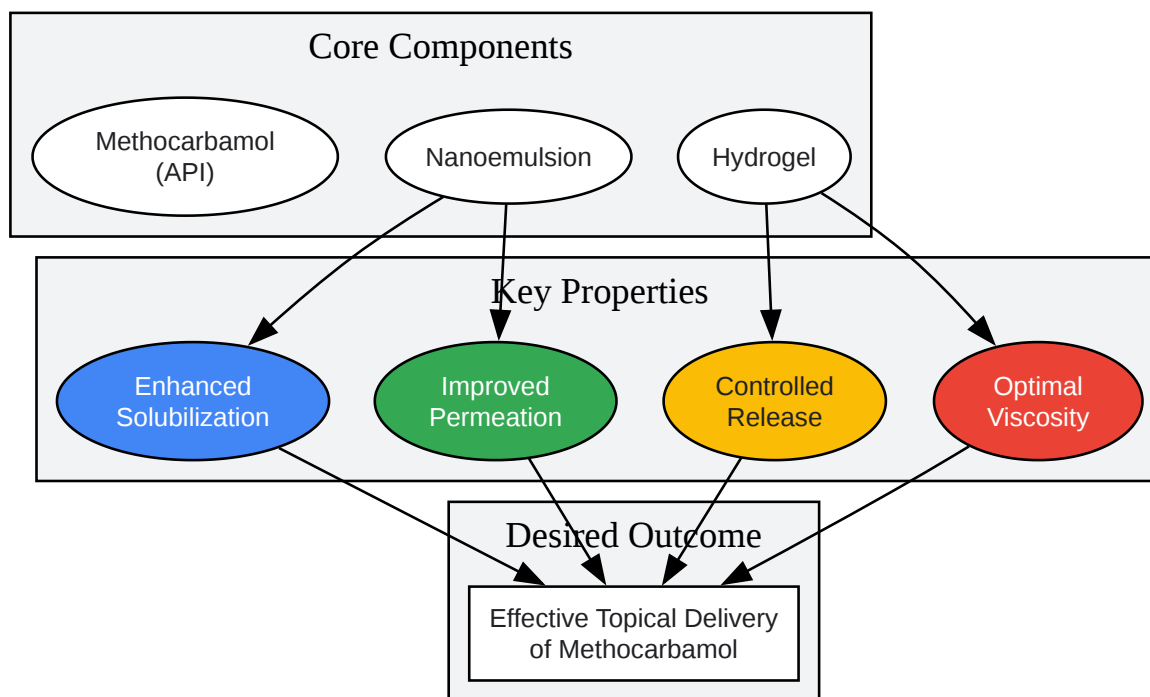 Core Components
Methocarbamol
(API)
Nanoemulsion
Hydrogel
Key Properties
Enhanced
Solubilization
Improved
Permeation
Controlled
Release
Optimal
Viscosity
Desired Outcome
Effective Topical Delivery
of Methocarbamol